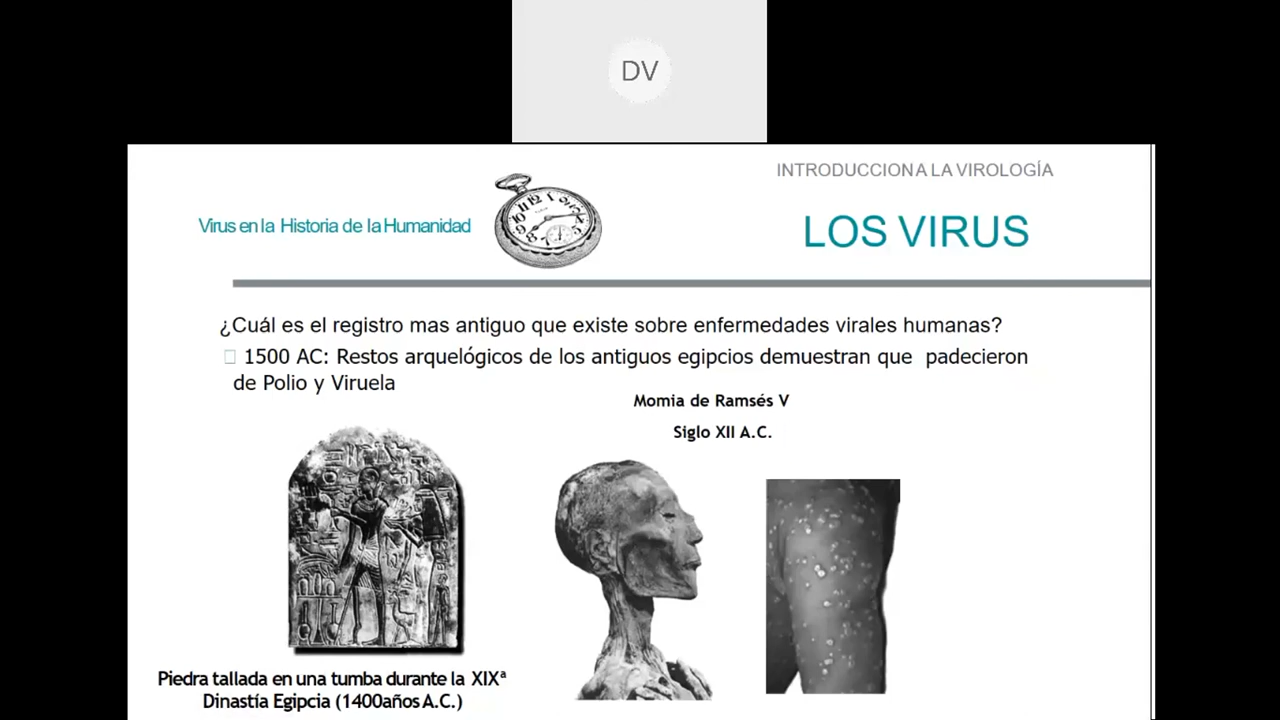 DV
INTRODUCCION A LA VIROLOGÍA
Virus en la Historia de la Humanidad
LOS VIRUS
¿Cuál es el registro mas antiguo que existe sobre enfermedades virales humanas?
1500 AC: Restos arquelógicos de los antiguos egipcios demuestran que padecieron
de Polio y Viruela
Momia de Ramsés V
Siglo XII A.C.
Piedra tallada en una tumba durante la XIXª
Dinastía Egipcia (1400años A.C.)